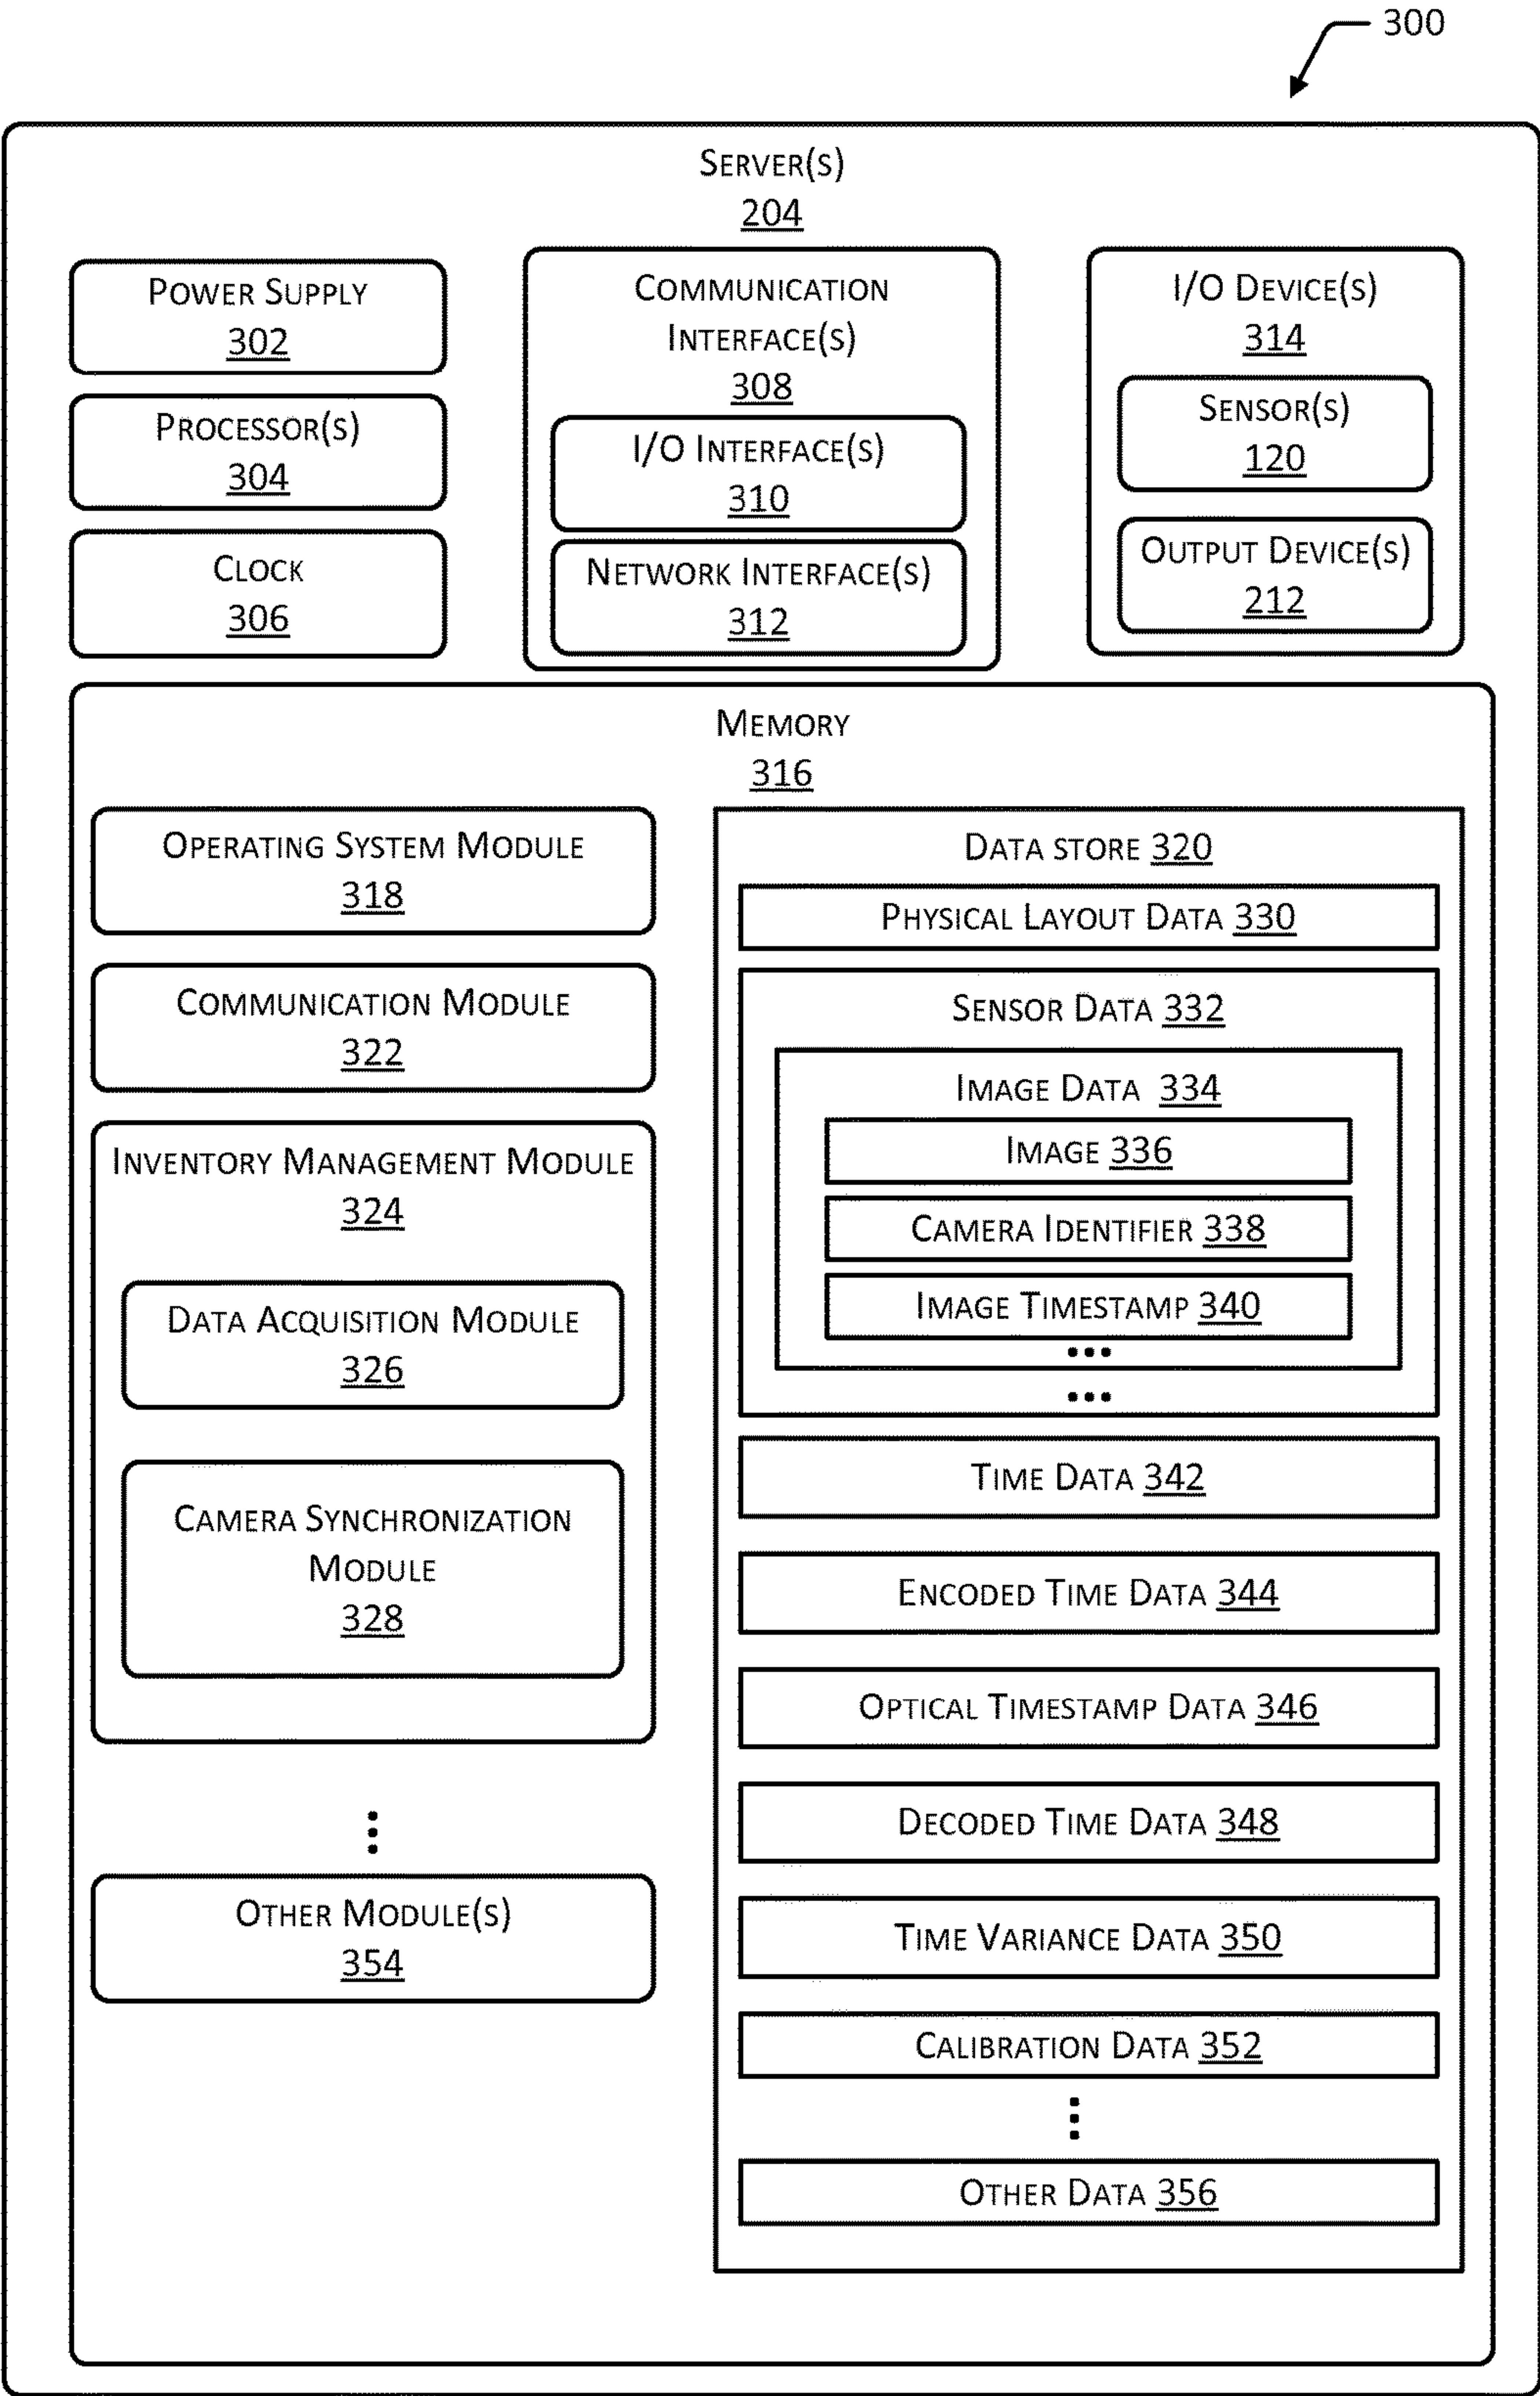 300
SERVER(S)
204
POWER SUPPLY
302
PROCESSOR(S)
304
CLOCK
306
COMMUNICATION
INTERFACE(S)
308
I/O INTERFACE(S)
310
NETWORK INTERFACE(S)
312
I/O DEVICE(S)
314
SENSOR(S)
120
OUTPUT DEVICE(S)
212
MEMORY
316
OPERATING SYSTEM MODULE
318
COMMUNICATION MODULE
322
INVENTORY MANAGEMENT MODULE
324
DATA ACQUISITION MODULE
326
CAMERA SYNCHRONIZATION
MODULE
328
OTHER MODULE(S)
354
DATA STORE 320
PHYSICAL LAYOUT DATA 330
SENSOR DATA 332
IMAGE DATA 334
IMAGE 336
CAMERA IDENTIFIER 338
IMAGE TIMESTAMP 340
TIME DATA 342
ENCODED TIME DATA 344
OPTICAL TIMESTAMP DATA 346
DECODED TIME DATA 348
TIME VARIANCE DATA 350
CALIBRATION DATA 352
OTHER DATA 356